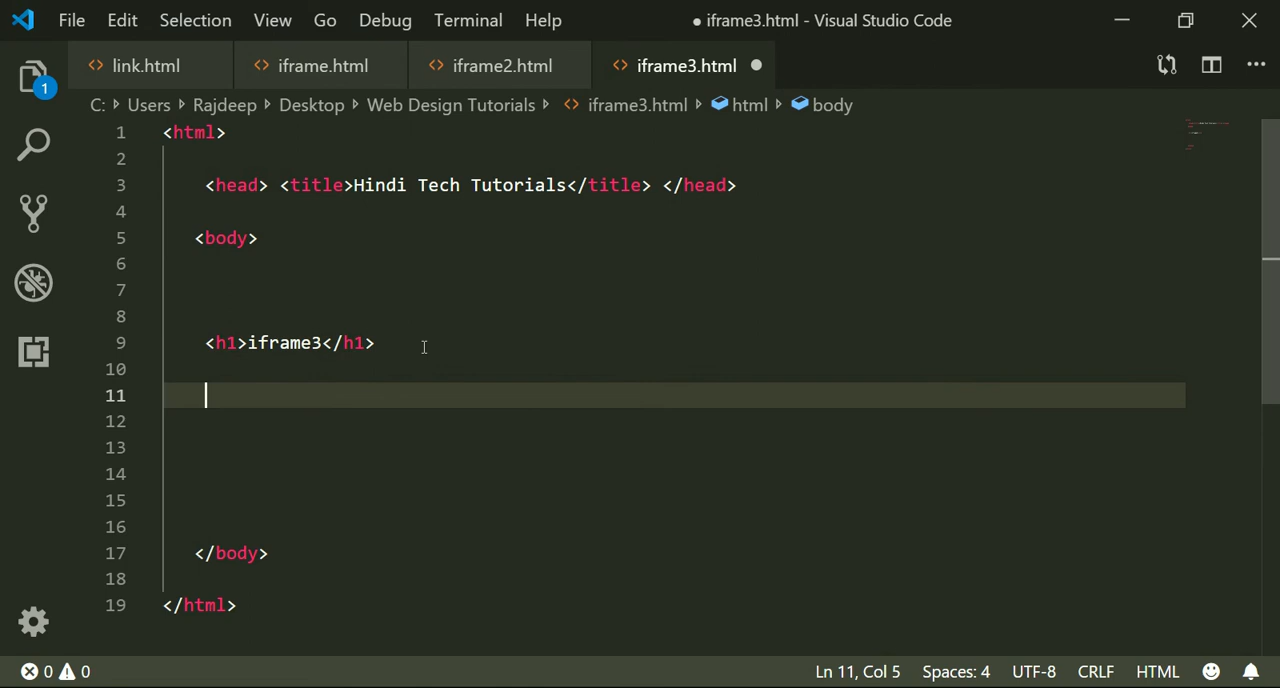 File Edit Selection View Go Debug Terminal Help ● iframe3.html - Visual Studio Code
link.html iframe.html iframe2.html iframe3.html
C: Users Rajdeep Desktop Web Design Tutorials iframe3.html html body
1
1 <html>
2
3 <head> <title>Hindi Tech Tutorials</title> </head>
4
5 <body>
6
7
8
9 <h1>iframe3</h1>
10
11
12
13
14
15
16
17 </body>
18
19 </html>
0 0 Ln 11, Col 5 Spaces: 4 UTF-8 CRLF HTML